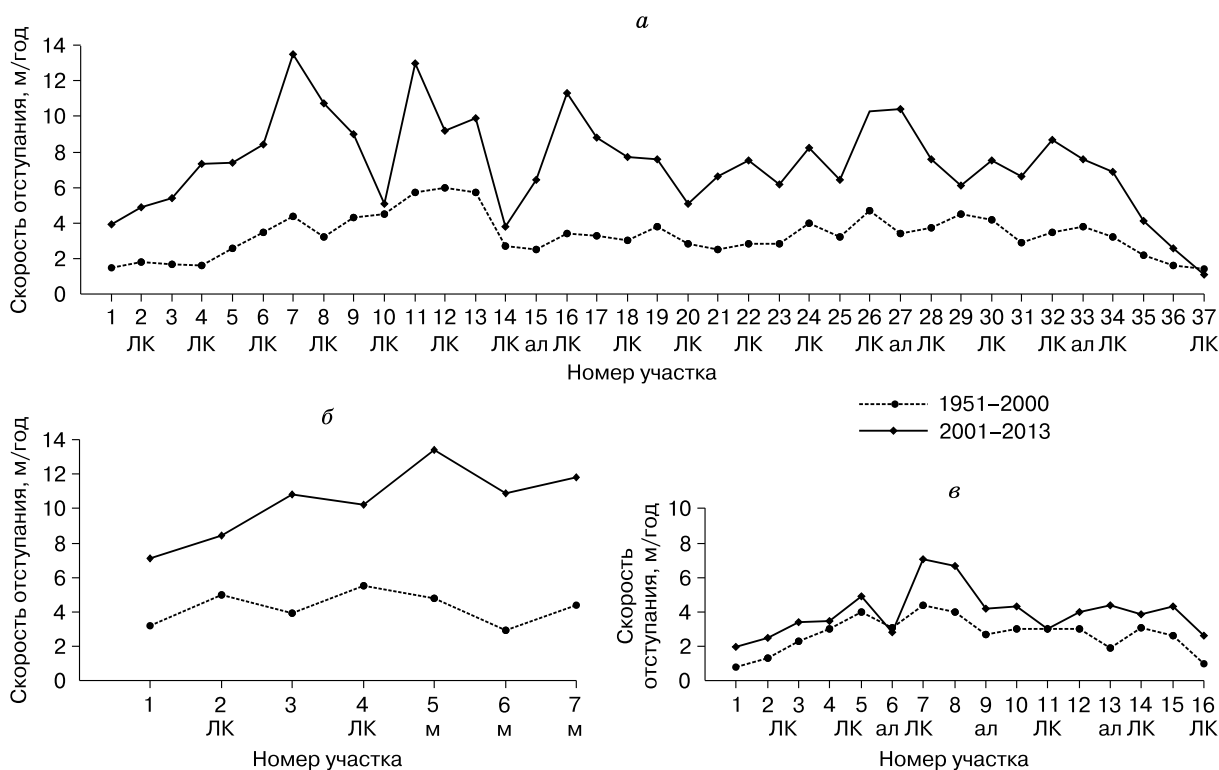 а
Скорость отступания, м/год
14
12
10
8
6
4
2
0
1 2 3 4 5 6 7 8 9 10 11 12 13 14 15 16 17 18 19 20 21 22 23 24 25 26 27 28 29 30 31 32 33 34 35 36 37
ЛК ЛК ЛК ЛК ЛК ЛК ЛК ал ЛК ЛК ЛК ЛК ЛК ЛК ал ЛК ЛК ЛК ал ЛК ЛК
Номер участка
1951–2000
2001–2013
б
Скорость отступания, м/год
14
12
10
8
6
4
2
0
1 2 3 4 5 6 7
ЛК ЛК м м м
Номер участка
в
Скорость
отступания, м/год
10
8
6
4
2
0
1 2 3 4 5 6 7 8 9 10 11 12 13 14 15 16
ЛК ЛК ал ЛК ал ЛК ал ЛК ЛК
Номер участка